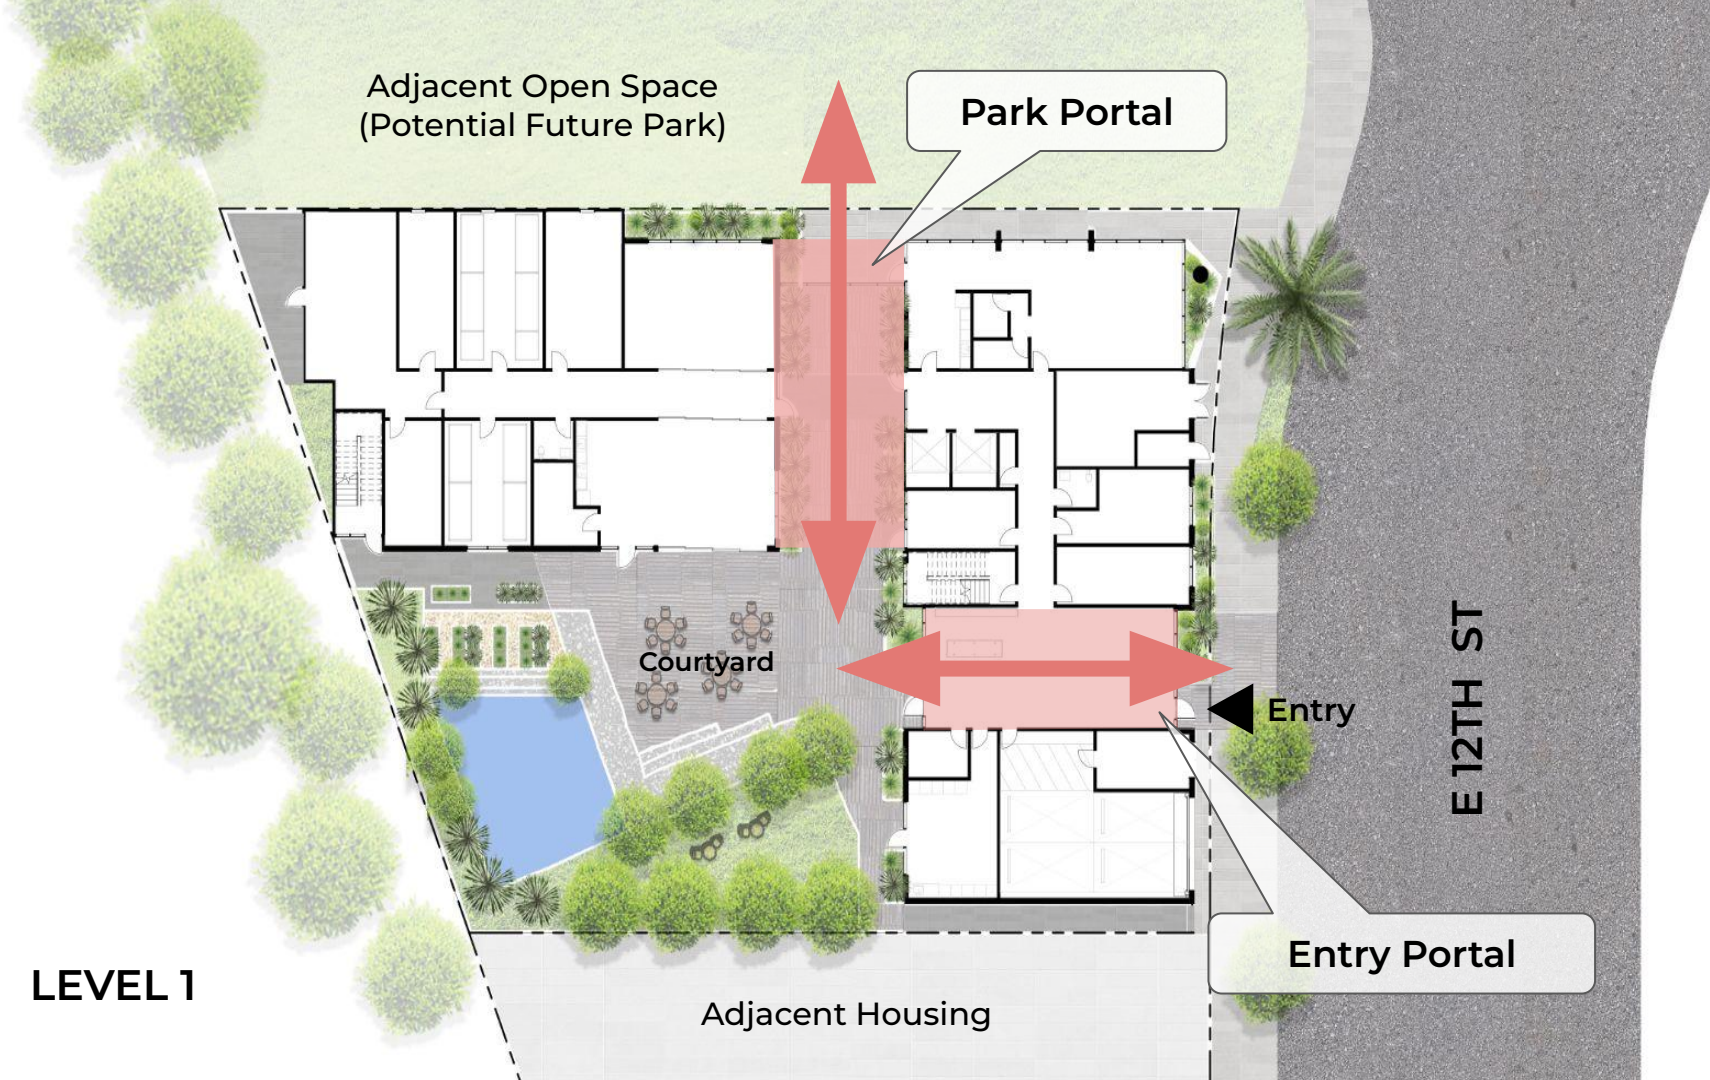 Adjacent Open Space
(Potential Future Park)
Park Portal
Courtyard
Entry
E 12TH ST
Entry Portal
LEVEL 1
Adjacent Housing